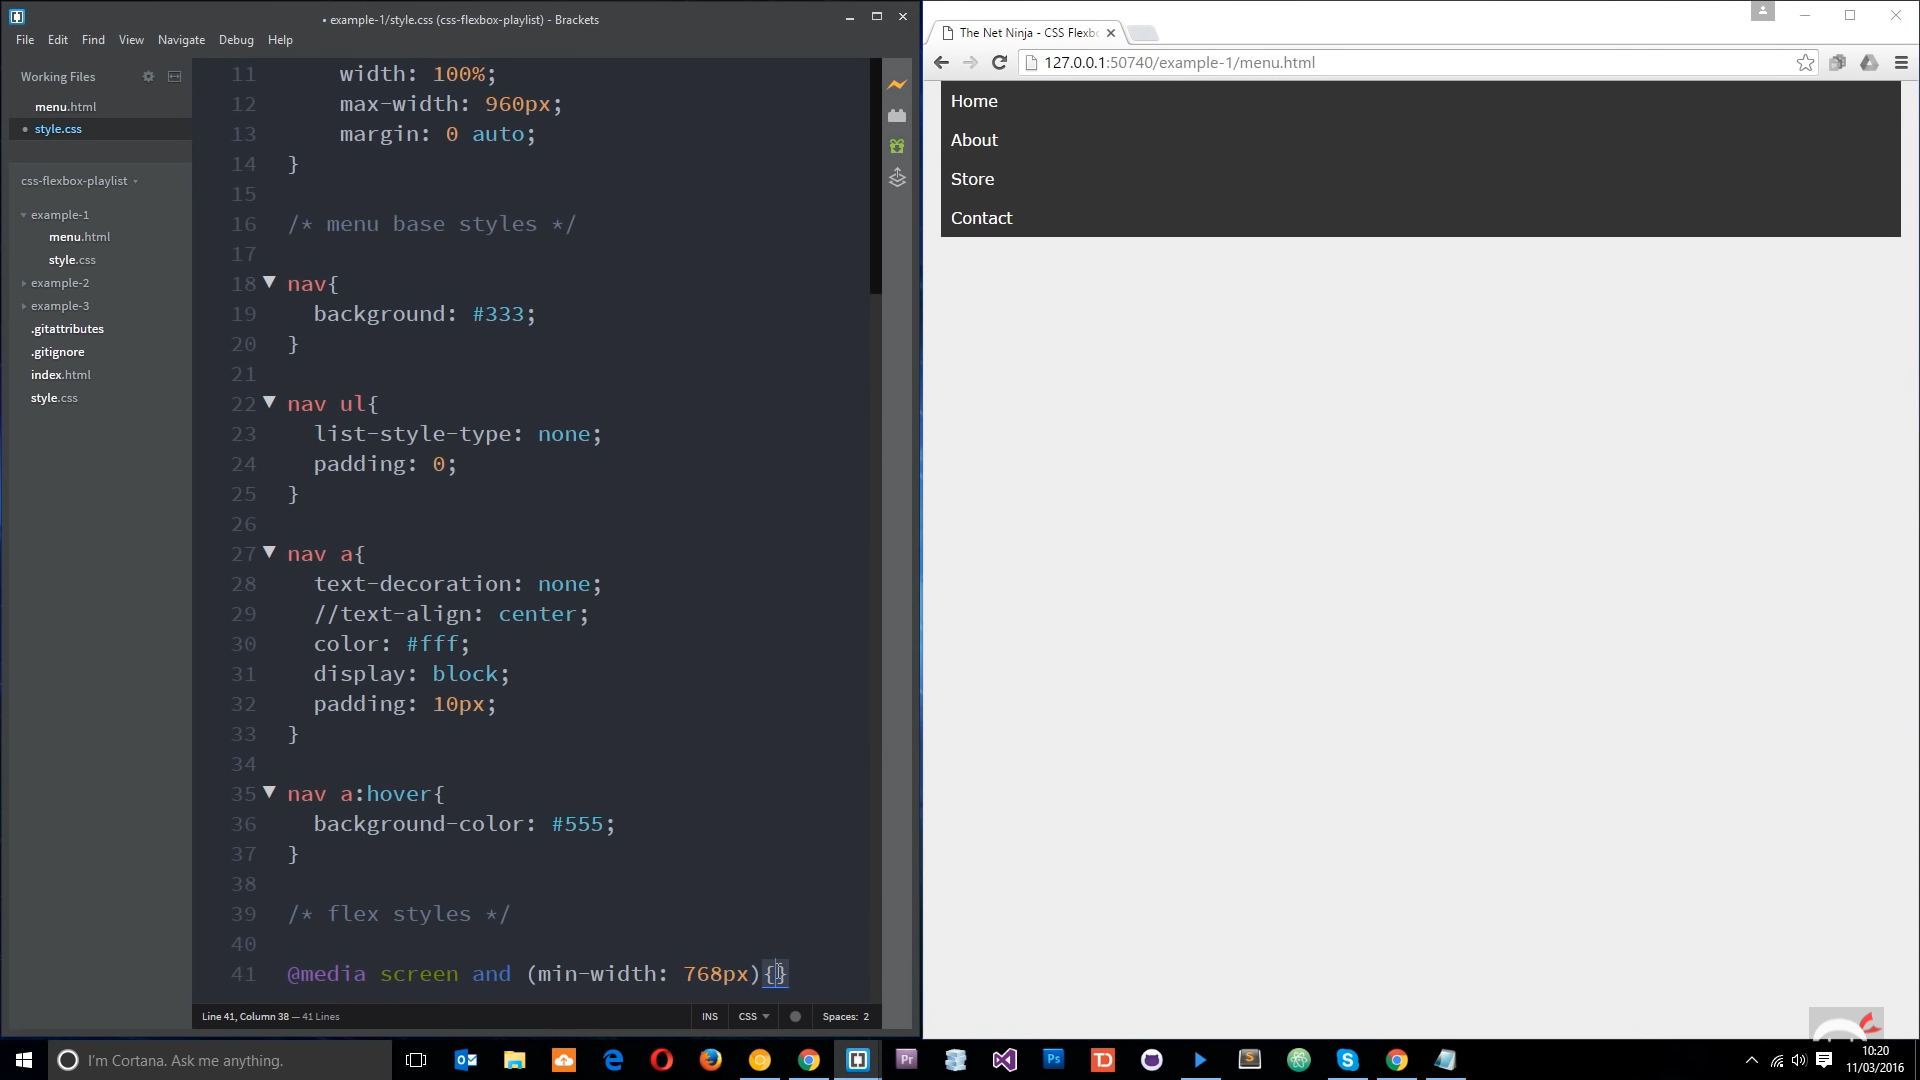 • example-1/style.css (css-flexbox-playlist) - Brackets
File Edit Find View Navigate Debug Help
Working Files
menu.html
• style.css
css-flexbox-playlist
example-1
menu.html
style.css
example-2
example-3
.gitattributes
.gitignore
index.html
style.css
11 width: 100%;
12 max-width: 960px;
13 margin: 0 auto;
14 }
15
16 /* menu base styles */
17
18 nav{
19 background: #333;
20 }
21
22 nav ul{
23 list-style-type: none;
24 padding: 0;
25 }
26
27 nav a{
28 text-decoration: none;
29 //text-align: center;
30 color: #fff;
31 display: block;
32 padding: 10px;
33 }
34
35 nav a:hover{
36 background-color: #555;
37 }
38
39 /* flex styles */
40
41 @media screen and (min-width: 768px){}
Line 41, Column 38 — 41 Lines
INS CSS Spaces: 2
The Net Ninja - CSS Flexb
127.0.0.1:50740/example-1/menu.html
Home
About
Store
Contact
I'm Cortana. Ask me anything.
Pr
Ps
10:20
11/03/2016